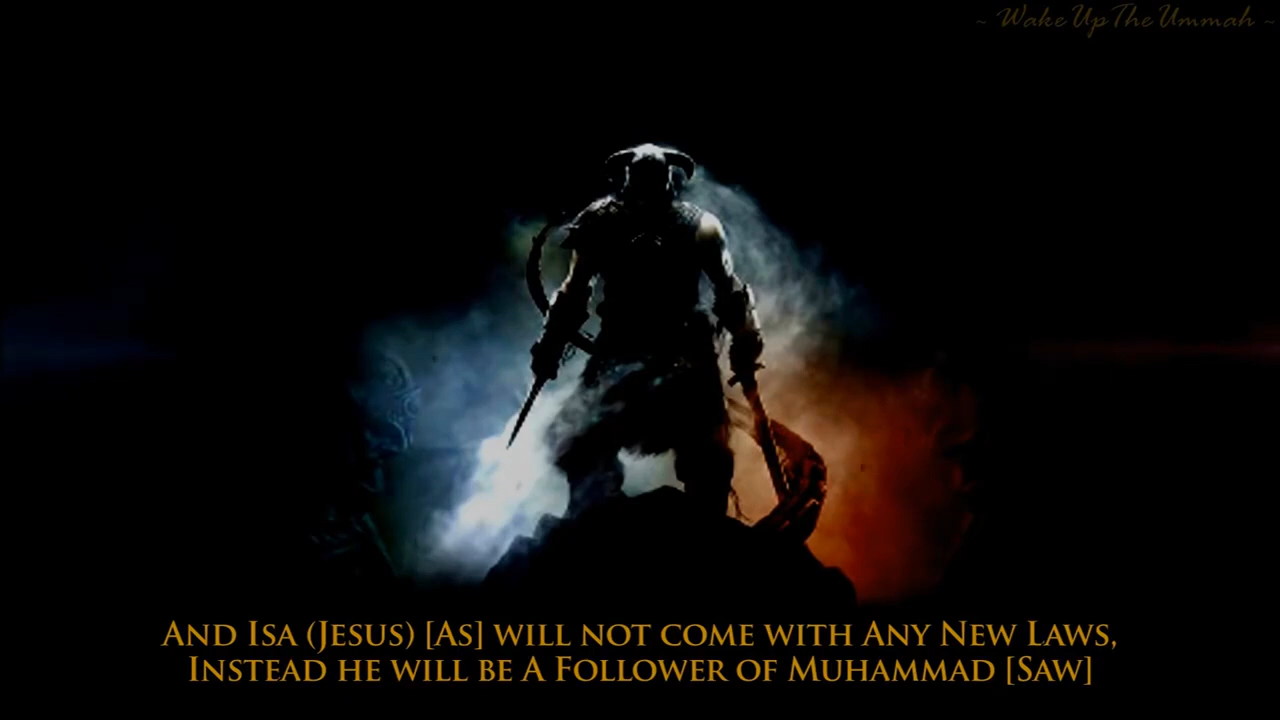 ~ Wake Up The Ummah ~
And Isa (Jesus) [As] will not come with Any New Laws,
Instead he will be A Follower of Muhammad [Saw]